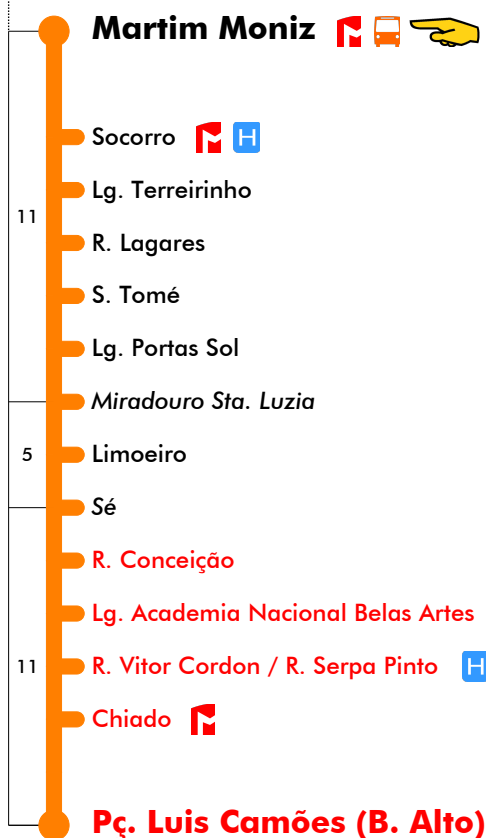 Martim Moniz
Socorro H
Lg. Terreirinho
11
R. Lagares
S. Tomé
Lg. Portas Sol
Miradouro Sta. Luzia
5 Limoeiro
Sé
R. Conceição
Lg. Academia Nacional Belas Artes
11 R. Vitor Cordon / R. Serpa Pinto H
Chiado
Pç. Luis Camões (B. Alto)